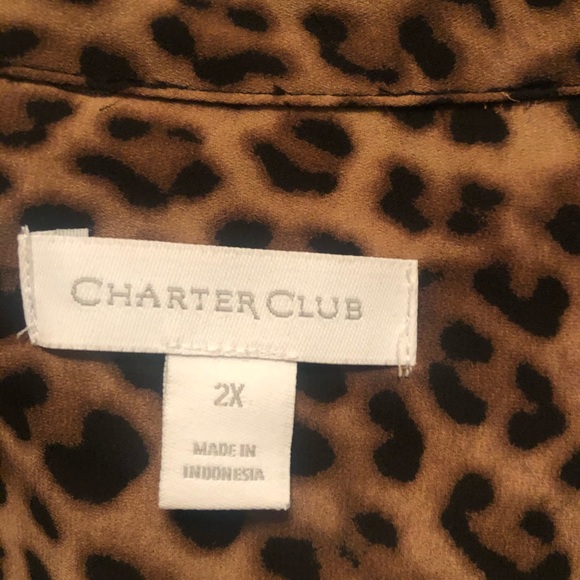 CHARTER CLUB
2X
MADE IN
INDONESIA